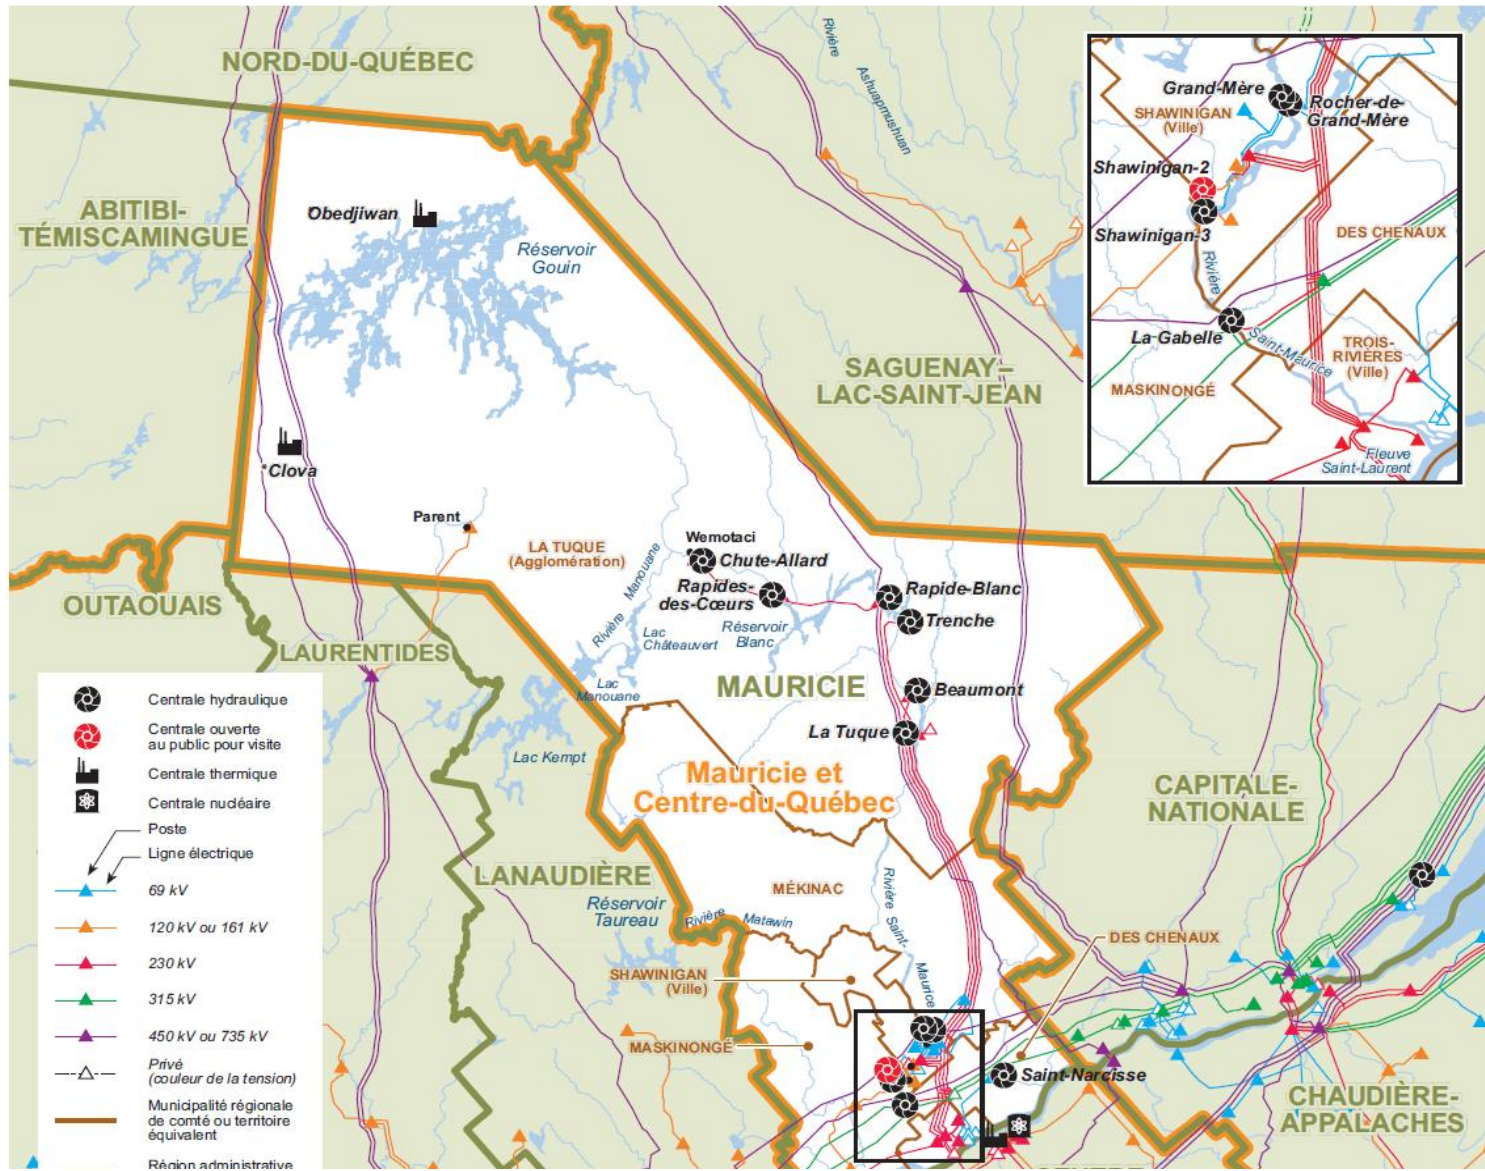 NORD-DU-QUÉBEC
Rivière
Ashuapmushuan
ABITIBI-
TÉMISCAMINGUE
Obedjiwan
Réservoir
Gouin
SAGUENAY–
LAC-SAINT-JEAN
Clova
Parent
LA TUQUE
(Agglomération)
Rivière Manouane
Wemotaci
Chute-Allard
Rapides-
des-Cœurs
Rapide-Blanc
Trenche
Réservoir
Blanc
Lac
Châteauvert
Lac
Manouane
OUTAOUAIS
LAURENTIDES
MAURICIE
Beaumont
La Tuque
Lac Kempt
Mauricie et
Centre-du-Québec
CAPITALE-
NATIONALE
LANAUDIÈRE
Réservoir
Taureau
MÉKINAC
Rivière Matawin
Rivière Saint-
Maurice
SHAWINIGAN
(Ville)
DES CHENAUX
MASKINONGÉ
Saint-Narcisse
CHAUDIÈRE-
APPALACHES
Grand-Mère
Rocher-de-
Grand-Mère
SHAWINIGAN
(Ville)
Shawinigan-2
Shawinigan-3
DES CHENAUX
Rivière
Saint-Maurice
La-Gabelle
TROIS-
RIVIÈRES
(Ville)
MASKINONGÉ
Fleuve
Saint-Laurent
Centrale hydraulique
Centrale ouverte
au public pour visite
Centrale thermique
Centrale nucléaire
Poste
Ligne électrique
69 kV
120 kV ou 161 kV
230 kV
315 kV
450 kV ou 735 kV
Privé
(couleur de la tension)
Municipalité régionale
de comté ou territoire
équivalent
Région administrative